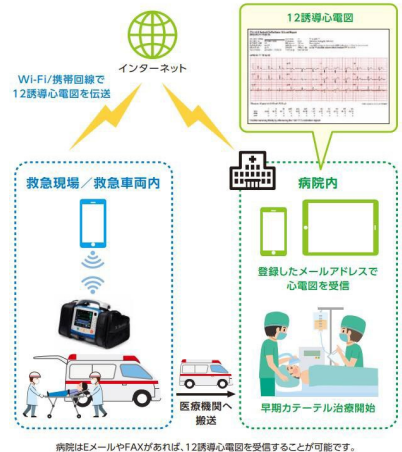 12誘導心電図
インターネット
Wi-Fi/携帯回線で
12誘導心電図を伝送
救急現場／救急車両内
病院内
登録したメールアドレスで
心電図を受信
医療機関へ
搬送
早期カテーテル治療開始
病院はEメールやFAXがあれば、12誘導心電図を受信することが可能です。